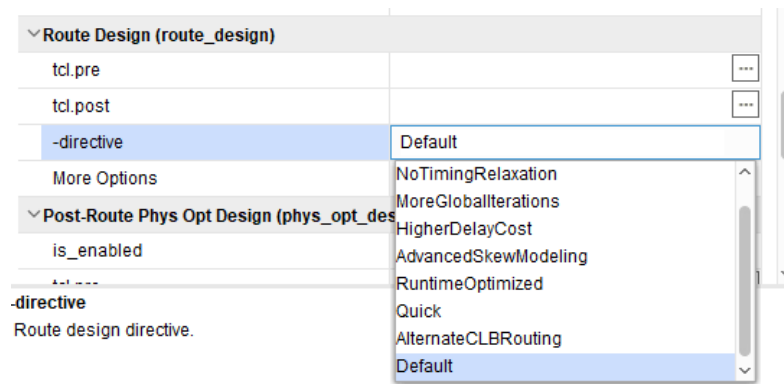 Route Design (route_design)
tcl.pre
tcl.post
-directive Default
More Options
NoTimingRelaxation
MoreGlobalIterations
HigherDelayCost
AdvancedSkewModeling
RuntimeOptimized
Quick
AlternateCLBRouting
Default
Post-Route Phys Opt Design (phys_opt_des
is_enabled
-directive
Route design directive.